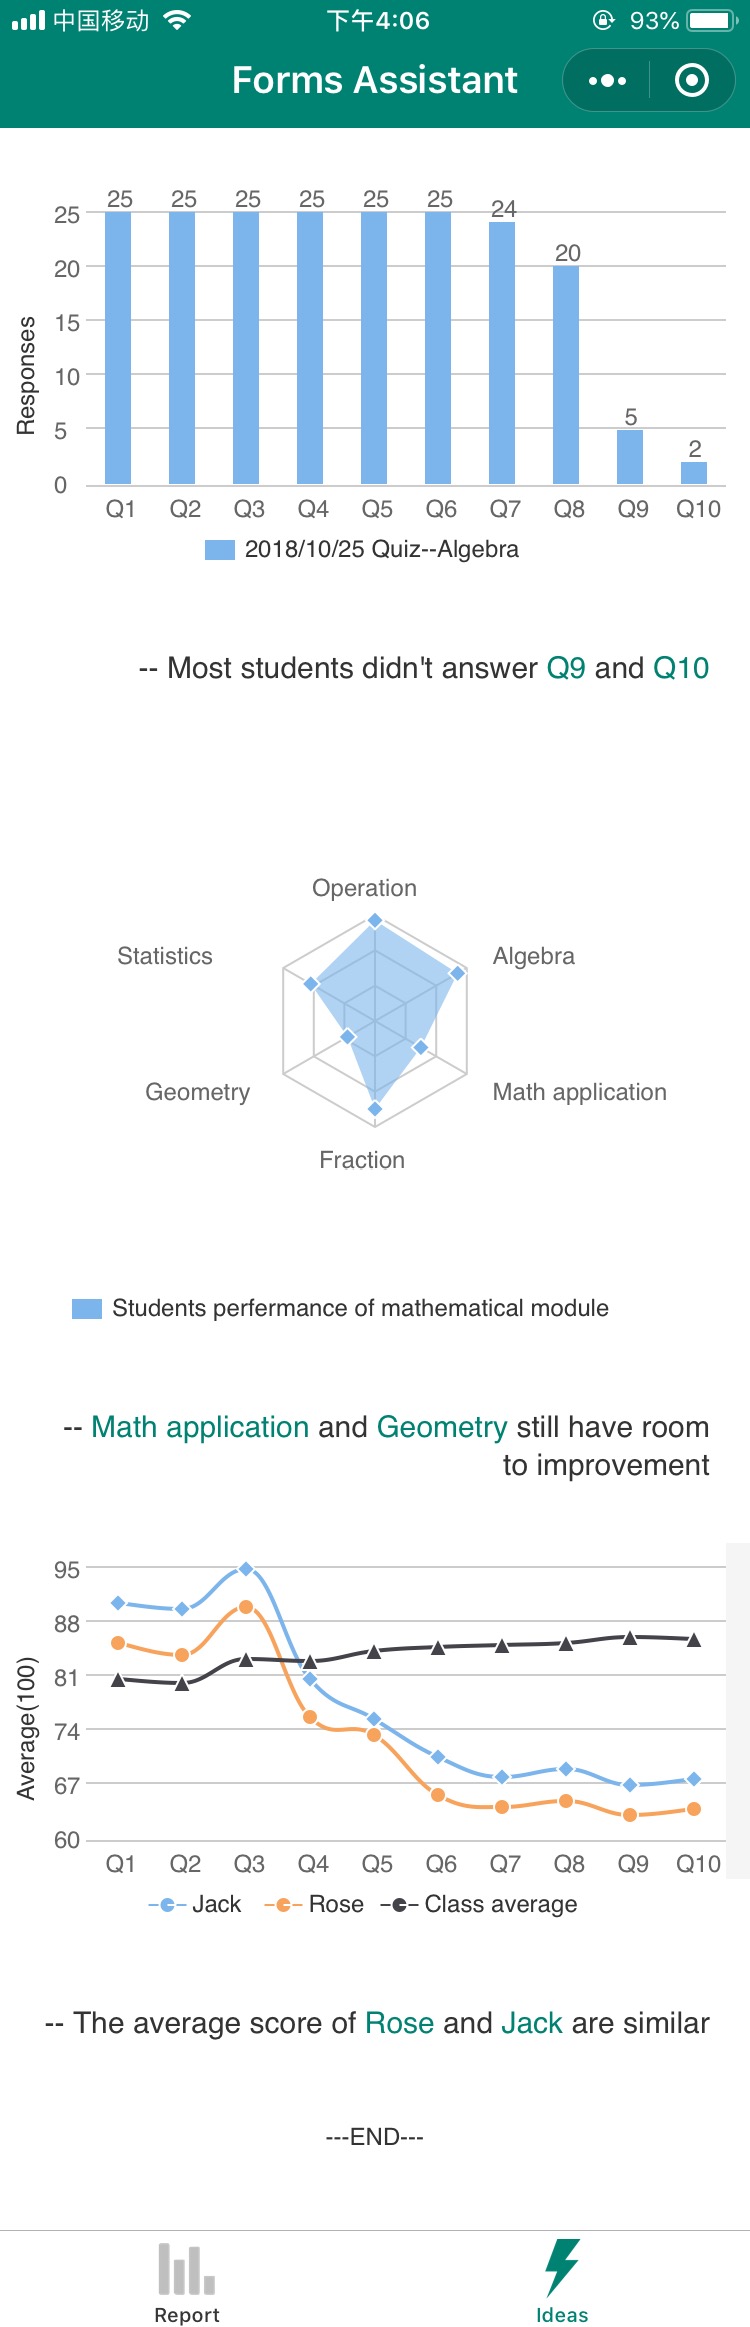 中国移动 下午4:06 93%
Forms Assistant
25 25 25 25 25 25 24 20 5 2
25
20
15
10
5
0
Responses
Q1 Q2 Q3 Q4 Q5 Q6 Q7 Q8 Q9 Q10
2018/10/25 Quiz--Algebra
-- Most students didn't answer Q9 and Q10
Operation
Statistics Algebra
Geometry Math application
Fraction
Students perfermance of mathematical module
-- Math application and Geometry still have room
to improvement
95
88
81
74
67
60
Average(100)
Q1 Q2 Q3 Q4 Q5 Q6 Q7 Q8 Q9 Q10
Jack Rose Class average
-- The average score of Rose and Jack are similar
---END---
Report Ideas